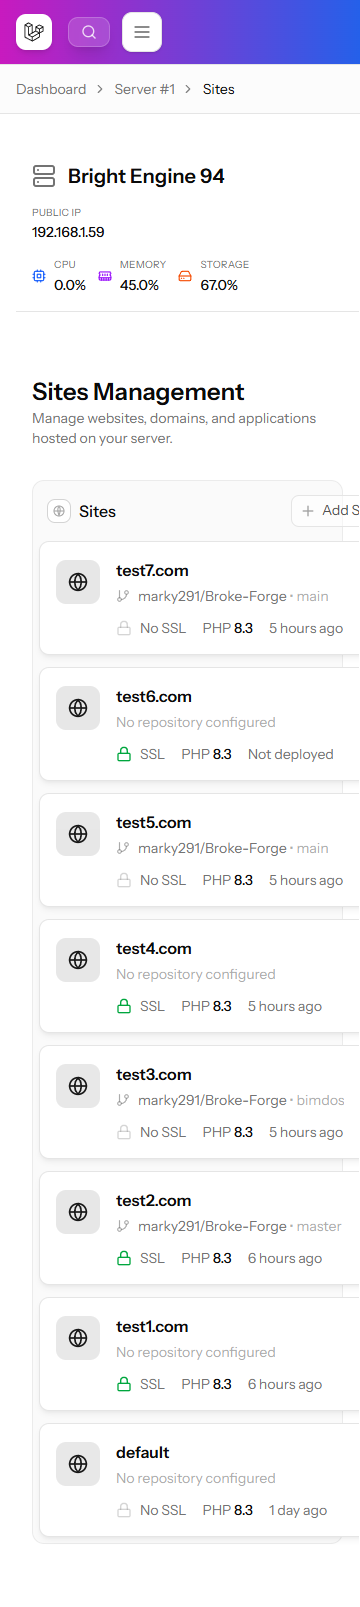 Dashboard > Server #1 > Sites
Bright Engine 94
PUBLIC IP
192.168.1.59
CPU MEMORY STORAGE
0.0% 45.0% 67.0%
Sites Management
Manage websites, domains, and applications
hosted on your server.
Sites + Add S
test7.com
marky291/Broke-Forge • main
No SSL PHP 8.3 5 hours ago
test6.com
No repository configured
SSL PHP 8.3 Not deployed
test5.com
marky291/Broke-Forge • main
No SSL PHP 8.3 5 hours ago
test4.com
No repository configured
SSL PHP 8.3 5 hours ago
test3.com
marky291/Broke-Forge • bimdos
No SSL PHP 8.3 5 hours ago
test2.com
marky291/Broke-Forge • master
SSL PHP 8.3 6 hours ago
test1.com
No repository configured
SSL PHP 8.3 6 hours ago
default
No repository configured
No SSL PHP 8.3 1 day ago